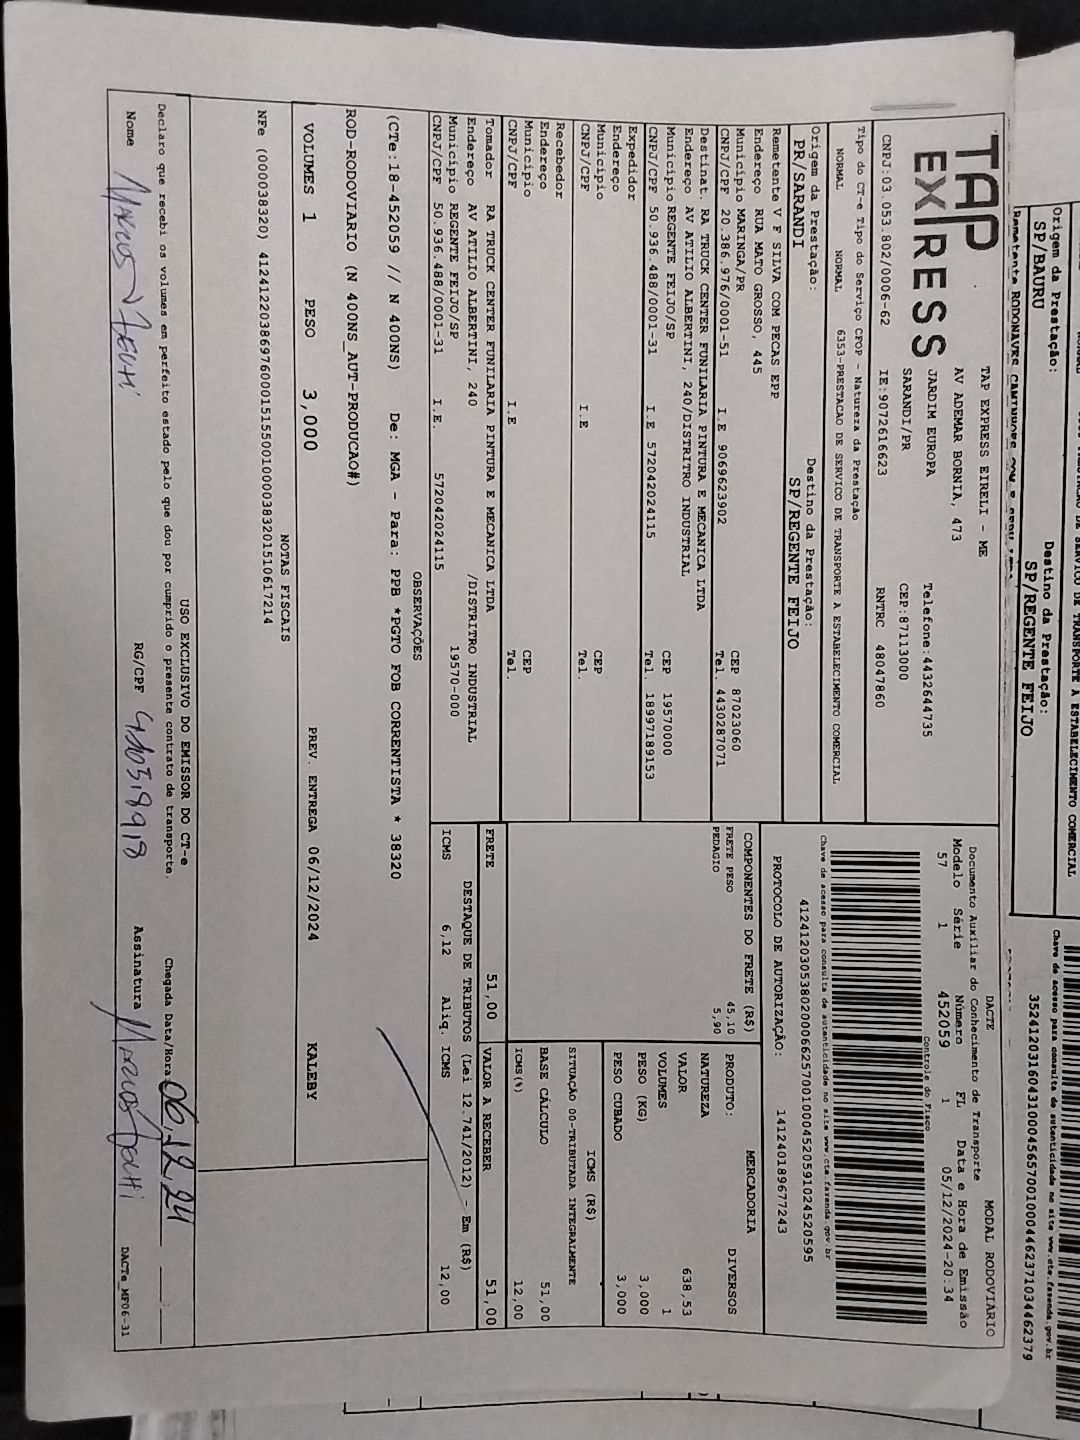 TAP
EXPRESS
TAP EXPRESS EIRELI - ME
AV ADEMAR BORNIA, 473
JARDIM EUROPA
Telefone:4432644735
SARANDI/PR
CEP:87113000
CNPJ:03.053.802/0006-62
IE:9072616623
RNTRC 48047860
DACTE
MODAL RODOVIÁRIO
Documento Auxiliar do Conhecimento de Transporte
Modelo Série Número FL Data e Hora de Emissão
57 1 452059 1 05/12/2024-20.34
Controle do Fisco
Chave de acesso para consulta de autenticidade no site www.cte.fazenda.gov.br
41241203053802000662570010004520591024520595
PROTOCOLO DE AUTORIZAÇÃO: 141240189677243
Tipo do CT-e Tipo do Serviço CFOP - Natureza da Prestação
NORMAL NORMAL 6353-PRESTACAO DE SERVICO DE TRANSPORTE A ESTABELECIMENTO COMERCIAL
Origem da Prestação: Destino da Prestação:
PR/SARANDI SP/REGENTE FEIJO
Remetente V F SILVA COM PECAS EPP
Endereço RUA MATO GROSSO, 445
Município MARINGA/PR CEP 87023060
CNPJ/CPF 20.386.976/0001-51 I.E 9069623902 Tel. 4430287071
Destinat. RA TRUCK CENTER FUNILARIA PINTURA E MECANICA LTDA
Endereço AV ATILIO ALBERTINI, 240/DISTRITRO INDUSTRIAL
Município REGENTE FEIJO/SP CEP 19570000
CNPJ/CPF 50.936.488/0001-31 I.E 572042024115 Tel. 18997189153
Expedidor
Endereço
Município CEP
CNPJ/CPF I.E Tel.
Recebedor
Endereço
Município CEP
CNPJ/CPF I.E Tel.
Tomador RA TRUCK CENTER FUNILARIA PINTURA E MECANICA LTDA
Endereço AV ATILIO ALBERTINI, 240 /DISTRITRO INDUSTRIAL
Município REGENTE FEIJO/SP 19570-000
CNPJ/CPF 50.936.488/0001-31 I.E. 572042024115
COMPONENTES DO FRETE (R$)
FRETE PESO 45,10
PEDAGIO 5,90
PRODUTO: MERCADORIA
NATUREZA DIVERSOS
VALOR 638,53
VOLUMES 1
PESO (KG) 3,000
PESO CUBADO 3,000
ICMS (R$)
SITUAÇÃO 00-TRIBUTADA INTEGRALMENTE
BASE CÁLCULO 51,00
ICMS(%) 12,00
FRETE 51,00 VALOR A RECEBER 51,00
DESTAQUE DE TRIBUTOS (Lei 12.741/2012) - Em (R$)
ICMS 6,12 Aliq. ICMS 12,00
OBSERVAÇÕES
(CTe:18-452059 // N 400NS) De: MGA - Para: PPB *PGTO FOB CORRENTISTA * 38320
ROD-RODOVIARIO (N 400NS_AUT-PRODUCAO#)
VOLUMES 1 PESO 3,000 PREV. ENTREGA 06/12/2024 KALEBY
NOTAS FISCAIS
NFe (000038320) 41241220386976000151550010000383201510617214
USO EXCLUSIVO DO EMISSOR DO CT-e
Declaro que recebi os volumes em perfeito estado pelo que dou por cumprido o presente contrato de transporte. Chegada Data/Hora 06,12,24 __:__
Nome Marcos RG/CPF Assinatura Marcos
DACTe_MF06-31
Origem da Prestação: Destino da Prestação:
SP/BAURU SP/REGENTE FEIJO
Chave de acesso para consulta de autenticidade no site www.cte.fazenda.gov.br